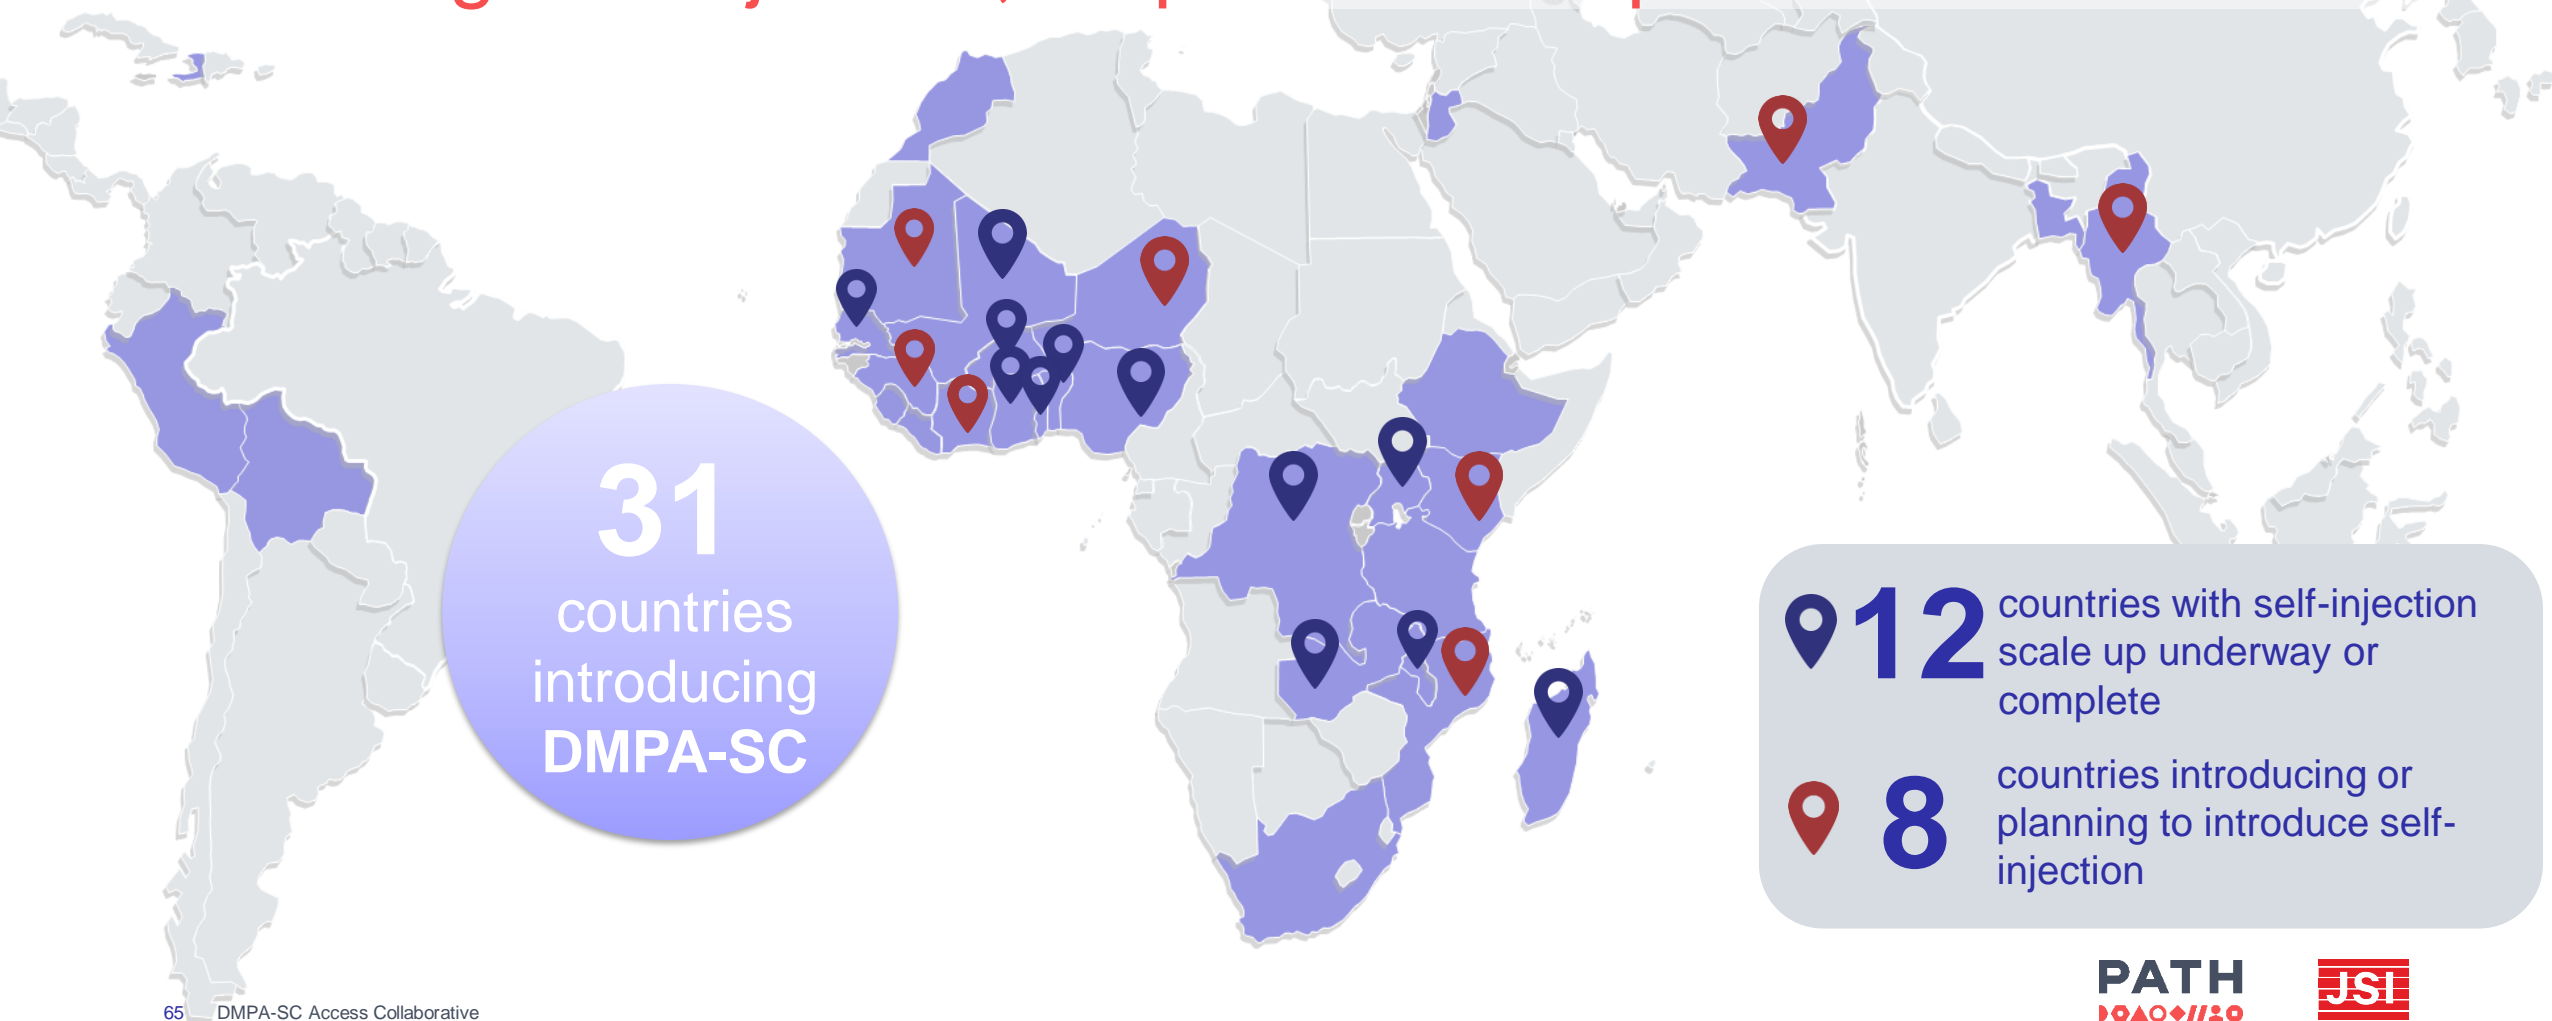 31
countries
introducing
DMPA-SC
12 countries with self-injection
scale up underway or
complete
8 countries introducing or
planning to introduce self-
injection
PATH
JSI
65 DMPA-SC Access Collaborative